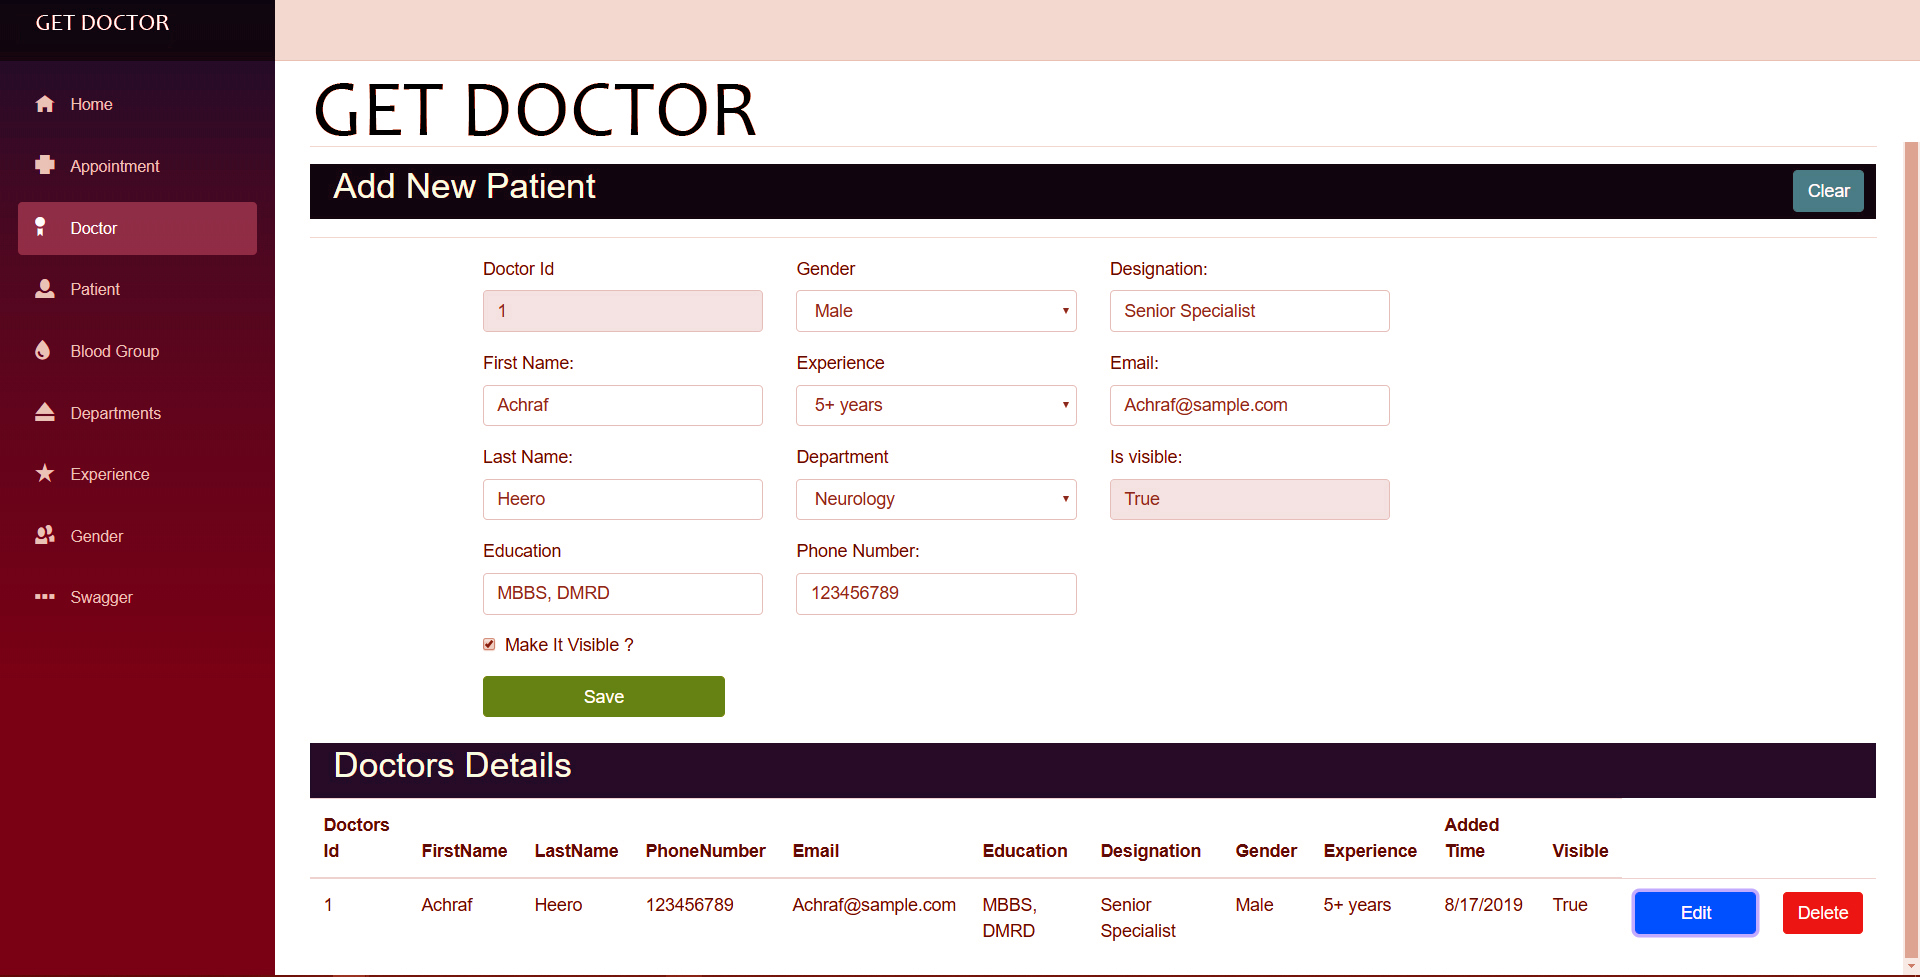 GET DOCTOR
Home
Appointment
Doctor
Patient
Blood Group
Departments
Experience
Gender
Swagger
GET DOCTOR
Add New Patient
Clear
Doctor Id
Gender
Designation:
1
Male
Senior Specialist
First Name:
Experience
Email:
Achraf
5+ years
Achraf@sample.com
Last Name:
Department
Is visible:
Heero
Neurology
True
Education
Phone Number:
MBBS, DMRD
123456789
Make It Visible ?
Save
Doctors Details
Doctors Id FirstName LastName PhoneNumber Email Education Designation Gender Experience Added Time Visible
1 Achraf Heero 123456789 Achraf@sample.com MBBS, DMRD Senior Specialist Male 5+ years 8/17/2019 True Edit Delete